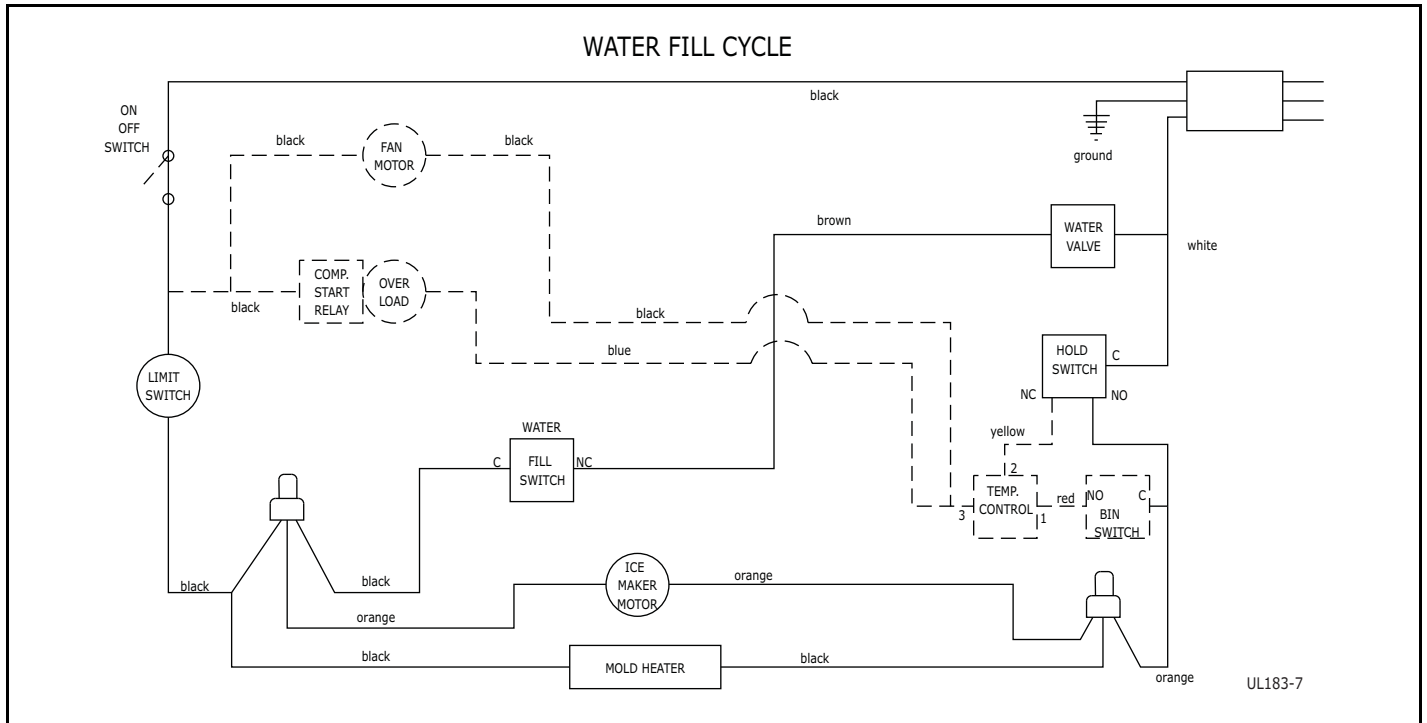 WATER FILL CYCLE
black
ON
OFF
SWITCH
ground
black
FAN
MOTOR
black
brown
WATER
VALVE
white
COMP.
START
RELAY
OVER
LOAD
black
black
blue
HOLD
SWITCH
C
NC
NO
LIMIT
SWITCH
yellow
WATER
C
FILL
SWITCH
NC
2
TEMP.
CONTROL
3
1
red
NO
C
BIN
SWITCH
black
black
orange
ICE
MAKER
MOTOR
orange
black
MOLD HEATER
black
orange
UL183-7